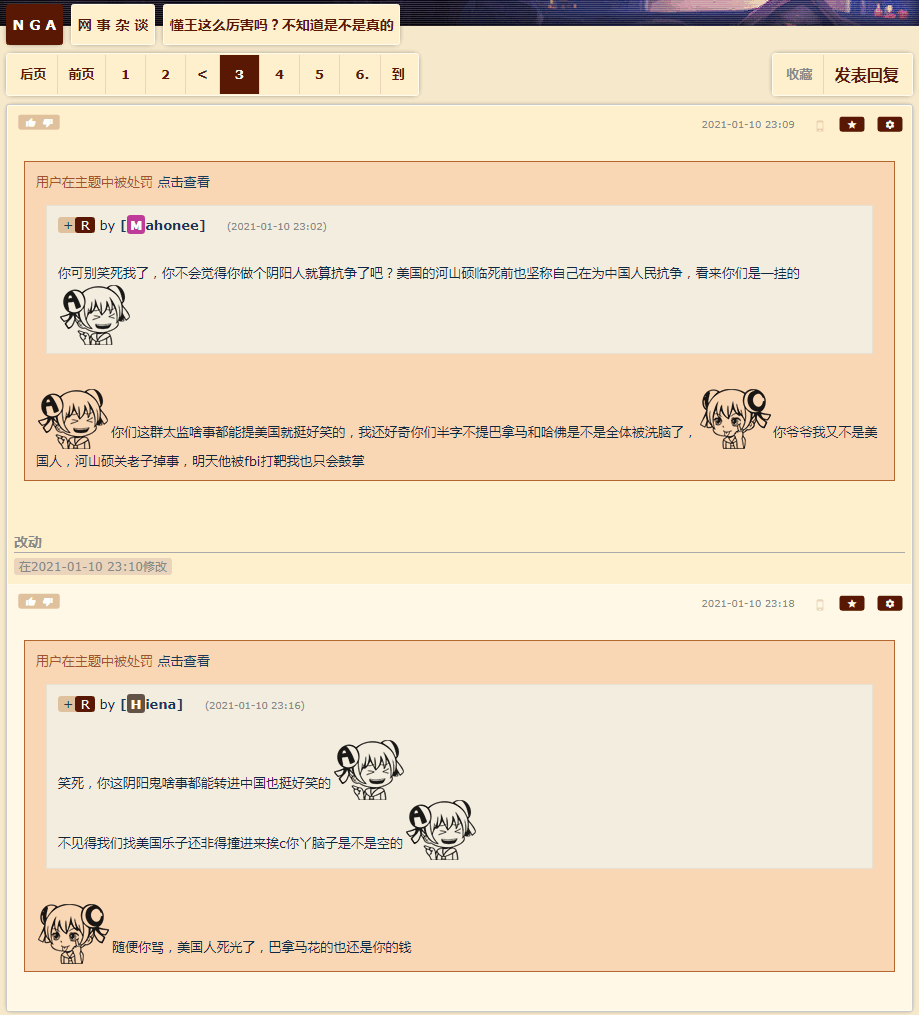 N G A 网 事 杂 谈 懂王这么厉害吗？不知道是不是真的
后页 前页 1 2 < 3 4 5 6. 到 收藏 发表回复
2021-01-10 23:09
用户在主题中被处罚 点击查看
+ R by [Mahonee] (2021-01-10 23:02)
你可别笑死我了，你不会觉得你做个阴阳人就算抗争了吧？美国的河山硕临死前也坚称自己在为中国人民抗争，看来你们是一挂的
你们这群太监啥事都能提美国就挺好笑的，我还好奇你们半字不提巴拿马和哈佛是不是全体被洗脑了， 你爷爷我又不是美
国人，河山硕关老子掉事，明天他被fbi打靶我也只会鼓掌
改动
在2021-01-10 23:10修改
2021-01-10 23:18
用户在主题中被处罚 点击查看
+ R by [Hiena] (2021-01-10 23:16)
笑死，你这阴阳鬼啥事都能转进中国也挺好笑的
不见得我们找美国乐子还非得撞进来挨c你丫脑子是不是空的
随便你骂，美国人死光了，巴拿马花的也还是你的钱